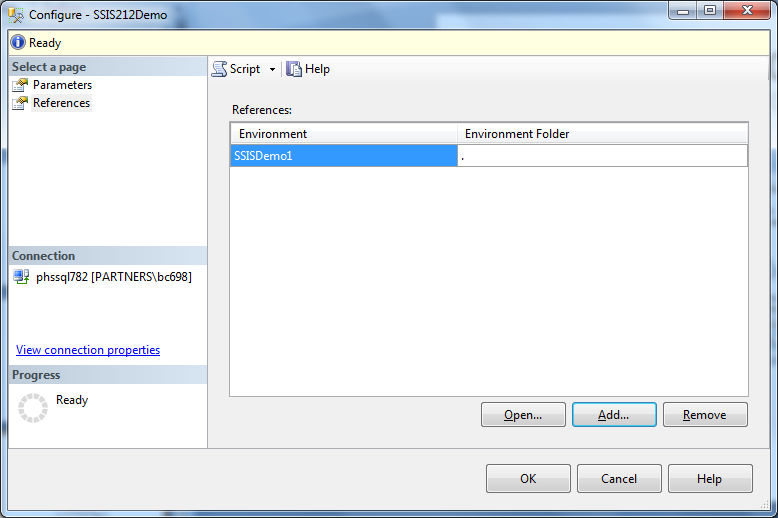 Configure - SSIS212Demo
Ready
Select a page
Parameters
References
Script Help
References:
Environment Environment Folder
SSISDemo1 .
Connection
phssql782 [PARTNERS\bc698]
View connection properties
Progress
Ready
Open... Add... Remove
OK Cancel Help